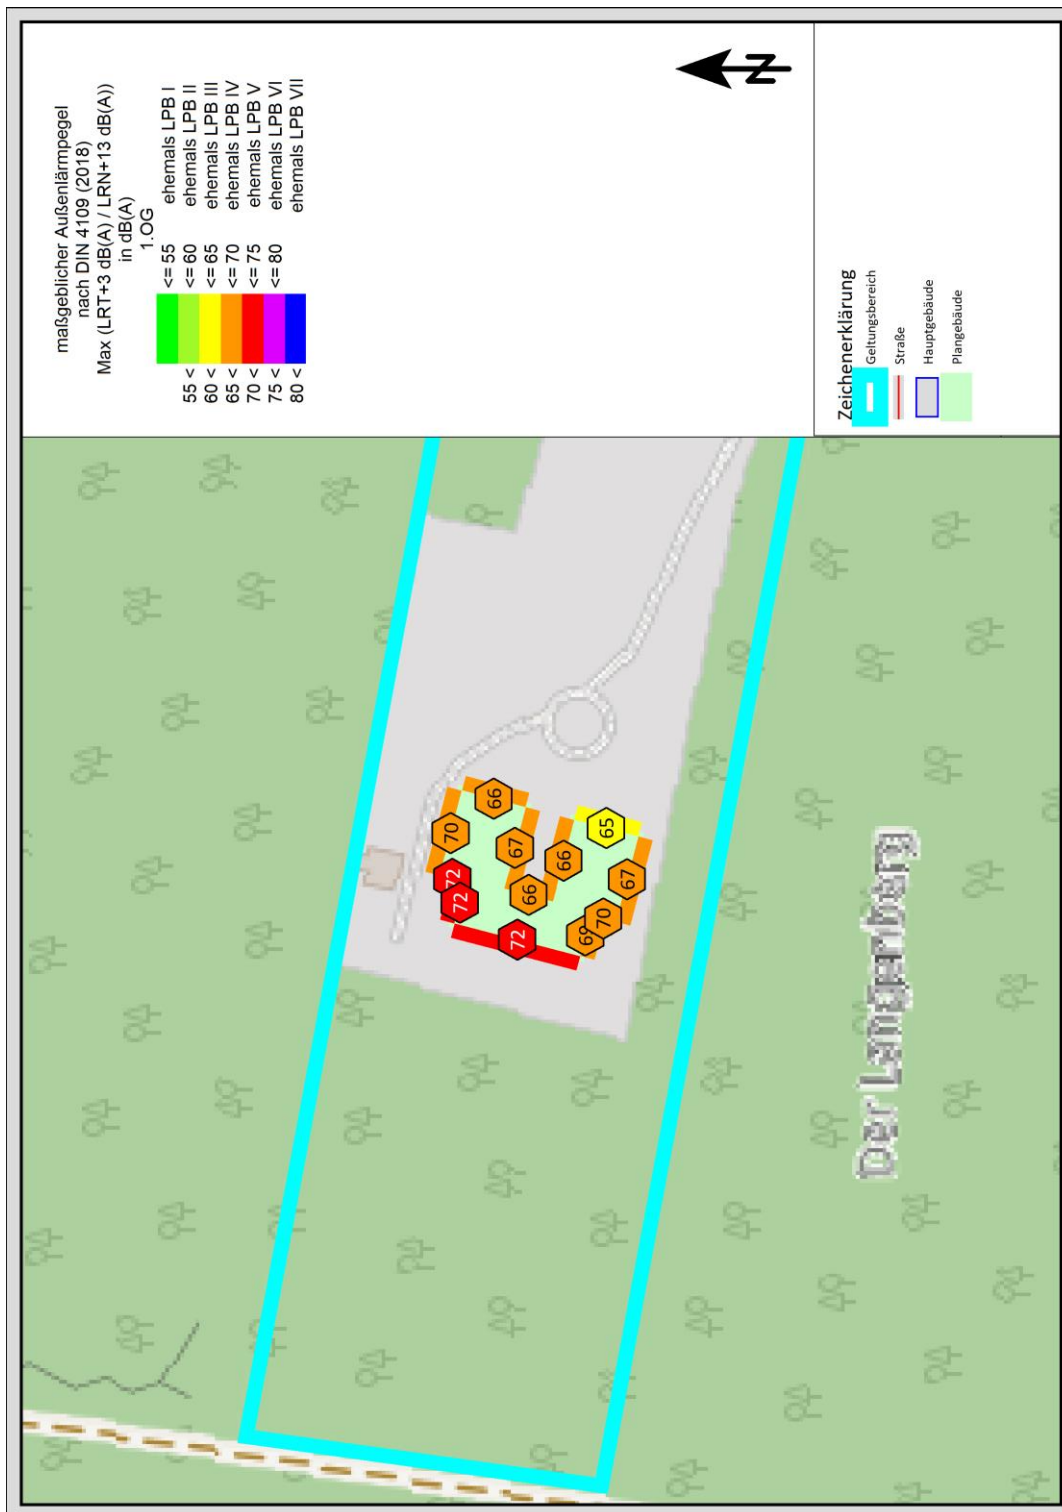 maßgeblicher Außenlärmpegel
nach DIN 4109 (2018)
Max (LRT+3 dB(A) / LRN+13 dB(A))
in dB(A)
1.OG
<= 55 ehemals LPB I
55 < <= 60 ehemals LPB II
60 < <= 65 ehemals LPB III
65 < <= 70 ehemals LPB IV
70 < <= 75 ehemals LPB V
75 < <= 80 ehemals LPB VI
80 < ehemals LPB VII
N
Zeichenerklärung
Geltungsbereich
Straße
Hauptgebäude
Plangebäude
70
72
72
66
67
66
72
66
65
69
70
67
Der Langenberg